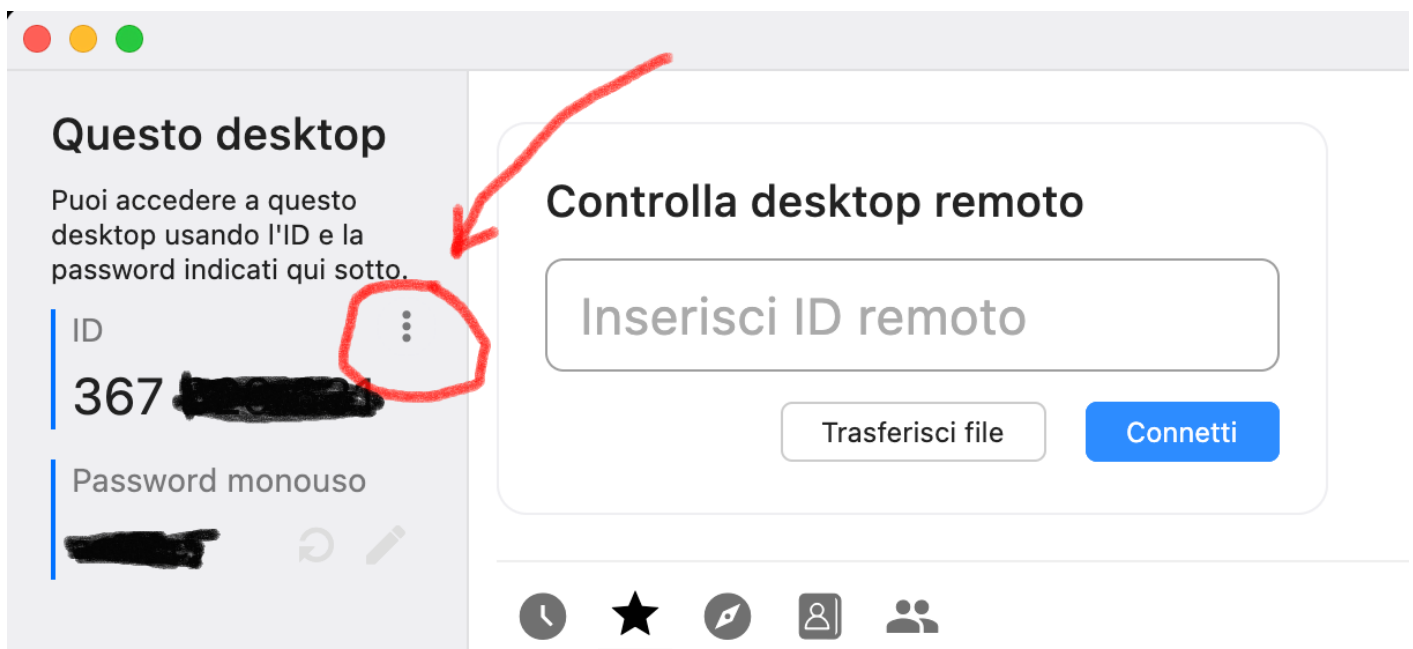 Questo desktop
Puoi accedere a questo
desktop usando l'ID e la
password indicati qui sotto.
ID
367
Password monouso
Controlla desktop remoto
Inserisci ID remoto
Trasferisci file
Connetti